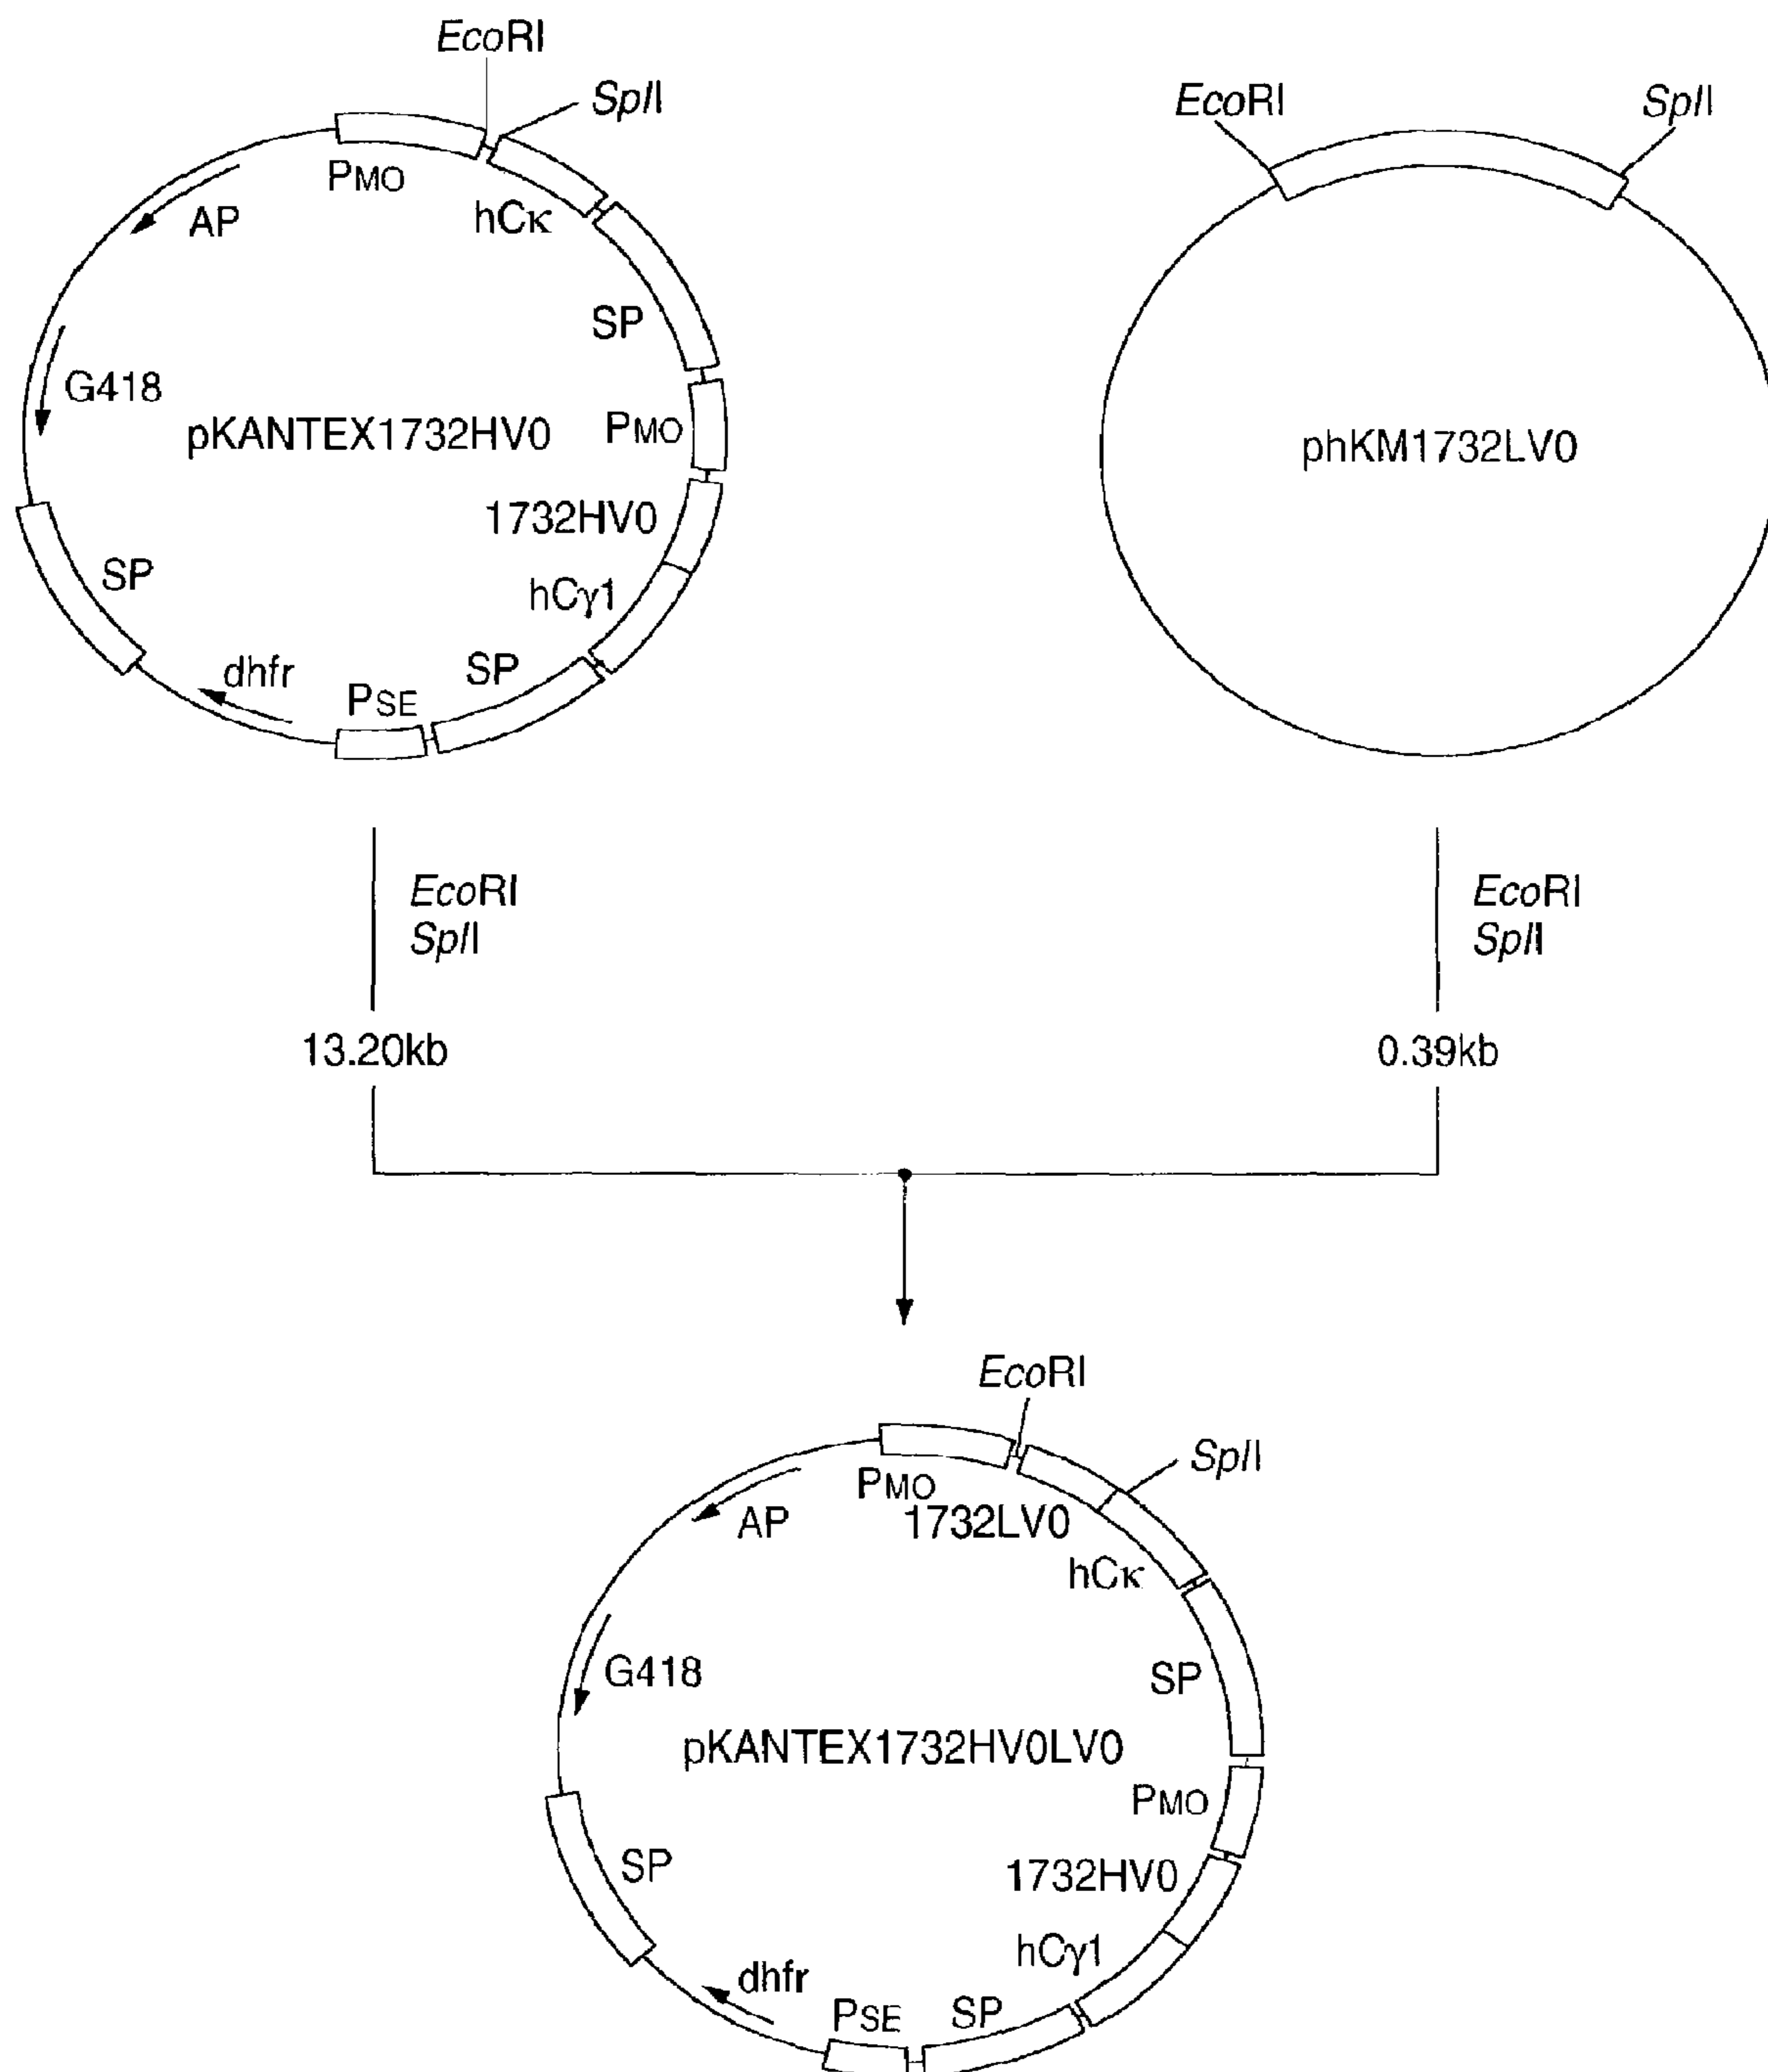 EcoRI
SplI
PMO
AP
hCκ
SP
G418
pKANTEX1732HV0
PMO
1732HV0
hCγ1
SP
SP
dhfr
PSE
EcoRI
SplI
phKM1732LV0
EcoRI
SplI
13.20kb
EcoRI
SplI
0.39kb
EcoRI
SplI
PMO
1732LV0
AP
hCκ
SP
G418
pKANTEX1732HV0LV0
PMO
1732HV0
hCγ1
SP
SP
dhfr
PSE